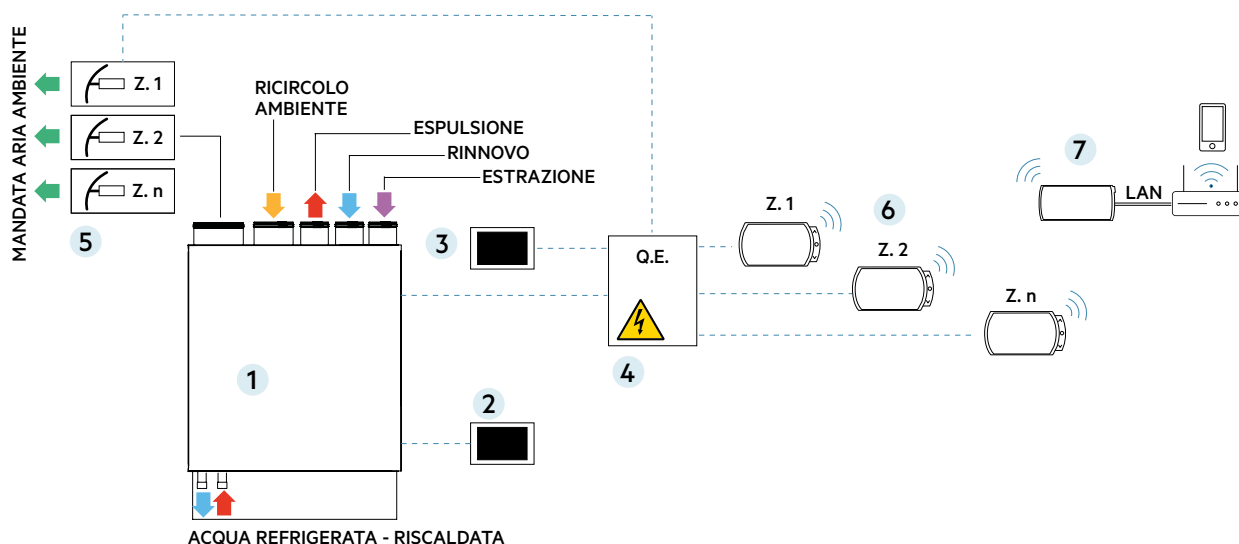 MANDATA ARIA AMBIENTE
Z. 1
Z. 2
Z. n
5
RICIRCOLO
AMBIENTE
ESPULSIONE
RINNOVO
ESTRAZIONE
1
2
3
Q.E.
4
Z. 1
6
Z. 2
Z. n
7
LAN
ACQUA REFRIGERATA - RISCALDATA